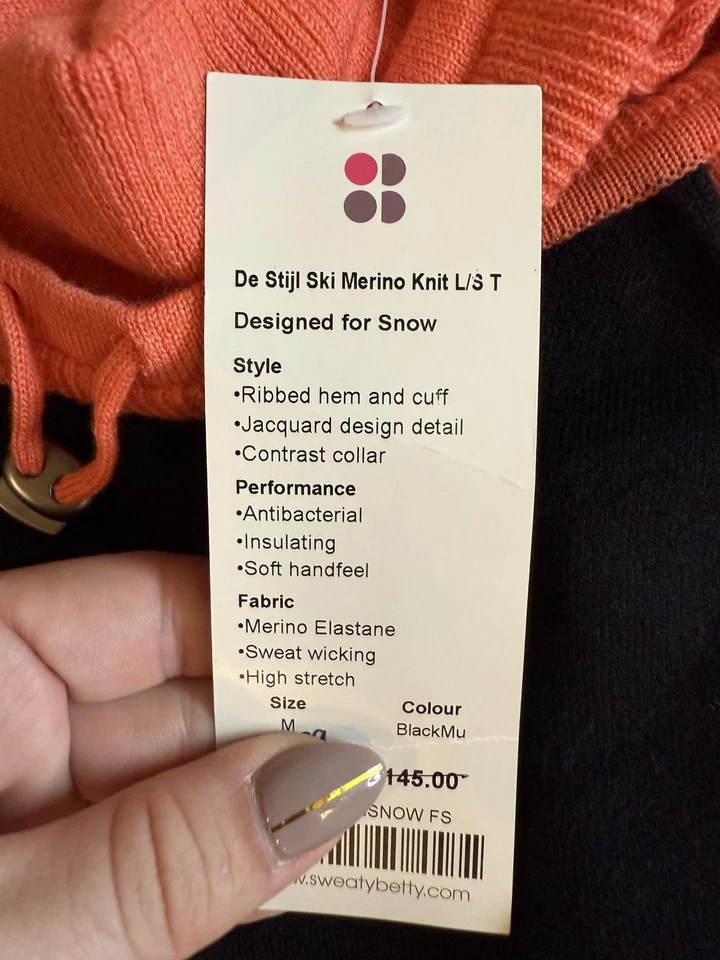 De Stijl Ski Merino Knit L/S T
Designed for Snow
Style
•Ribbed hem and cuff
•Jacquard design detail
•Contrast collar
Performance
•Antibacterial
•Insulating
•Soft handfeel
Fabric
•Merino Elastane
•Sweat wicking
•High stretch
Size Colour
M BlackMu
145.00
SNOW FS
w.sweatybetty.com